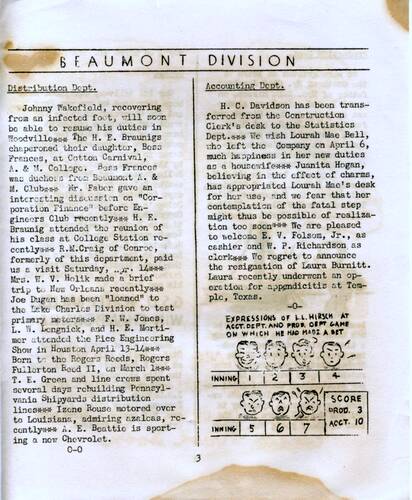 BEAUMONT DIVISION
Distribution Dept.
Johnny Wakefield, recovering
from an infected foot, will soon
be able to resume his duties in
Woodville*** The H. E. Braunigs
chaperoned their daughter, Bess
Frances, at Cotton Carnival,
A. & M. College. Bess Frances
was duchess from Beaumont A. &
M. Club*** Mr. Faber gave an
interesting discussion on "Cor-
poration Finance" before En-
gineers Club recently*** H. E.
Braunig attended the reunion of
his class at College Station re-
cently*** R.M.Craig of Conroe,
formerly of this department, paid
us a visit Saturday, Apr. 14***
Mrs. W. V. Holik made a brief
trip to New Orleans recently***
Joe Dugan has been "loaned" to
the Lake Charles Division to test
primary meters*** F. W. Jones,
L. W. Longnick, and H. E. Morti-
mer attended the Rice Engineering
Show in Houston April 13-14***
Born to the Rogers Reeds, Rogers
Fullerton Reed II, on March 1***
T. E. Green and line crews spent
several days rebuilding Pennsyl-
vania Shipyards distribution
lines*** Izene Rouse motored over
to Louisiana, admiring azaleas, re-
cently*** A. E. Beattie is sport-
ing a new Chevrolet.
0-0
Accounting Dept.
H. C. Davidson has been trans-
ferred from the Construction
Clerk's desk to the Statistics
Dept.*** We wish Lourah Mae Bell,
who left the Company on April 6,
much happiness in her new duties
as a housewife*** Juanita Hogan,
believing in the effect of charms,
has appropriated Lourah Mae's desk
for her use, and we fear that her
contemplation of the fatal step
might thus be possible of realiza-
tion too soon*** We are pleased
to welcome E. V. Folsom, Jr., as
cashier and W. P. Richardson as
clerk*** We regret to announce
the resignation of Laura Burnitt.
Laura recently underwent an op-
eration for appendicitis at Tem-
ple, Texas.
-0-
EXPRESSIONS OF L.L. HIRSCH AT
ACCT. DEPT. AND PROD. DEPT GAME
ON WHICH HE HAD MADE A BET
INNING 1 2 3 4
INNING 5 6 7
SCORE
PROD. 3
ACCT. 10
3